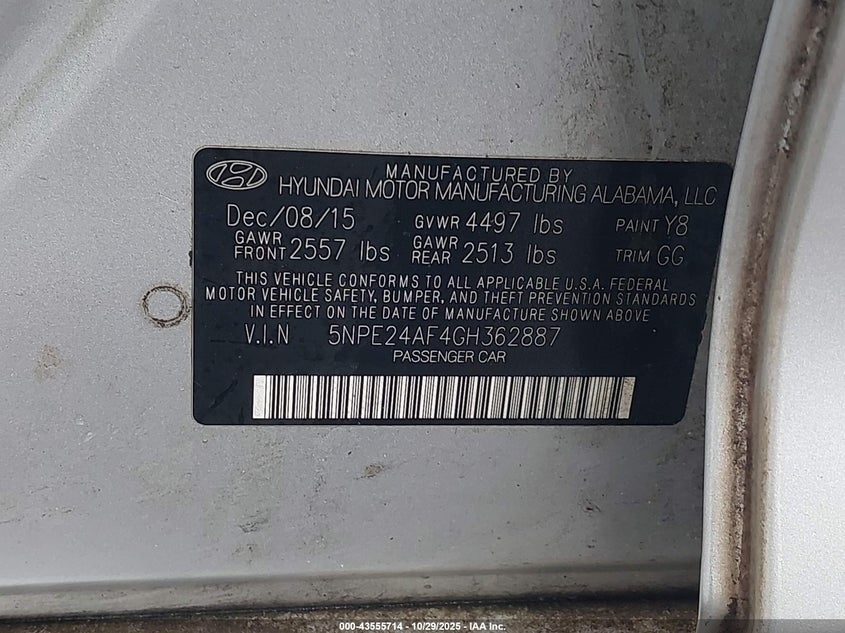 MANUFACTURED BY
HYUNDAI MOTOR MANUFACTURING ALABAMA, LLC
Dec/08/15 GVWR 4497 lbs PAINT Y8
GAWR FRONT 2557 lbs GAWR REAR 2513 lbs TRIM GG
THIS VEHICLE CONFORMS TO ALL APPLICABLE U.S.A. FEDERAL
MOTOR VEHICLE SAFETY, BUMPER, AND THEFT PREVENTION STANDARDS
IN EFFECT ON THE DATE OF MANUFACTURE SHOWN ABOVE
V.I.N 5NPE24AF4GH362887
PASSENGER CAR
000-43555714 - 10/29/2025 - IAA Inc.